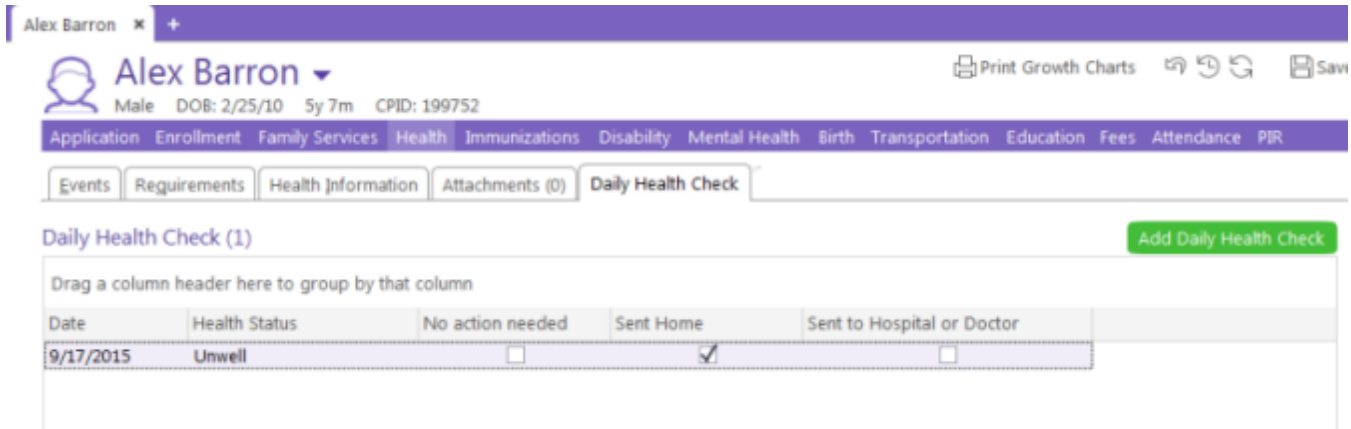 Alex Barron × +
Alex Barron
Print Growth Charts
Save
Male DOB: 2/25/10 5y 7m CPID: 199752
Application Enrollment Family Services Health Immunizations Disability Mental Health Birth Transportation Education Fees Attendance PIR
Events Requirements Health Information Attachments (0) Daily Health Check
Daily Health Check (1) Add Daily Health Check
Drag a column header here to group by that column
Date Health Status No action needed Sent Home Sent to Hospital or Doctor
9/17/2015 Unwell